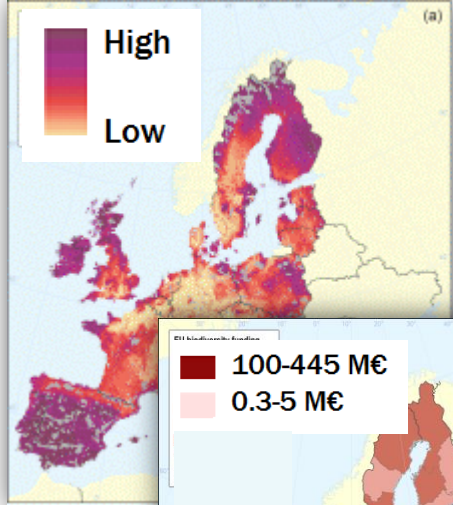 (a)
High
Low
EU biodiversity funding
100-445 M€
0.3-5 M€